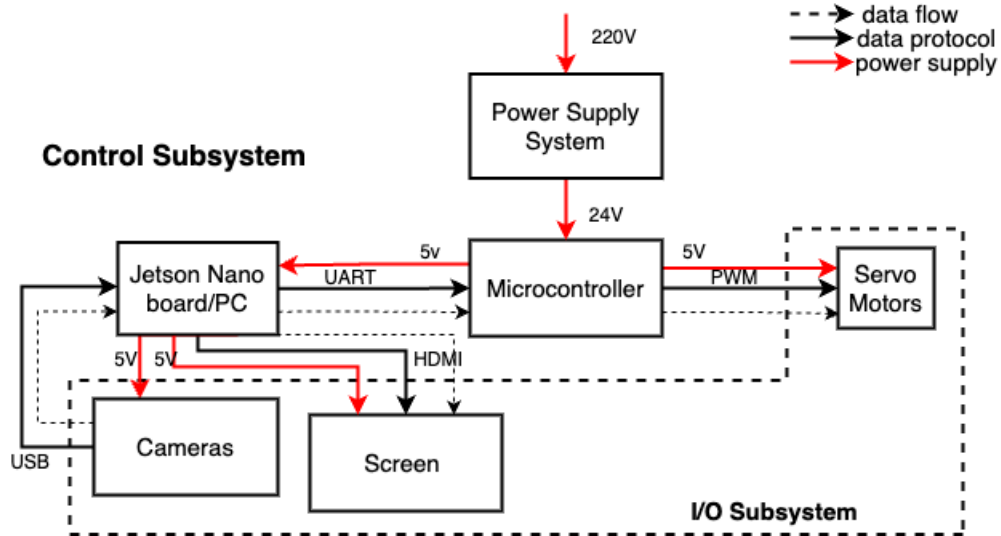 data flow
data protocol
power supply
220V
Power Supply
System
Control Subsystem
24V
5v
5V
Jetson Nano
board/PC
UART
Microcontroller
PWM
Servo
Motors
5V
5V
HDMI
Cameras
Screen
USB
I/O Subsystem